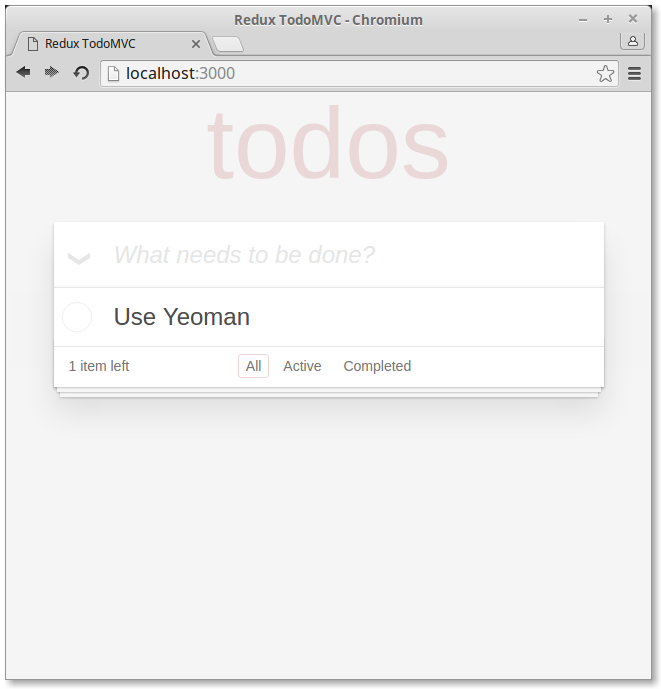 Redux TodoMVC - Chromium
Redux TodoMVC
localhost:3000
todos
What needs to be done?
Use Yeoman
1 item left All Active Completed